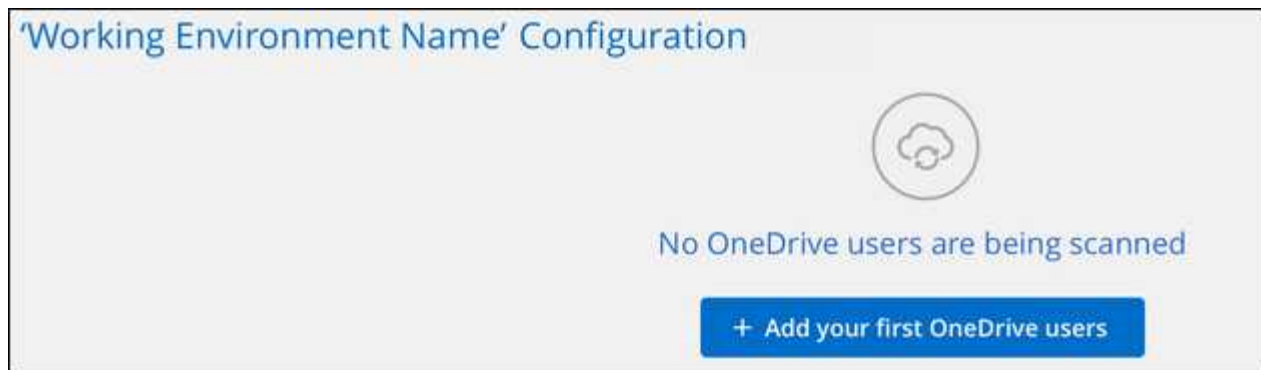 ‘Working Environment Name’ Configuration
No OneDrive users are being scanned
+ Add your first OneDrive users